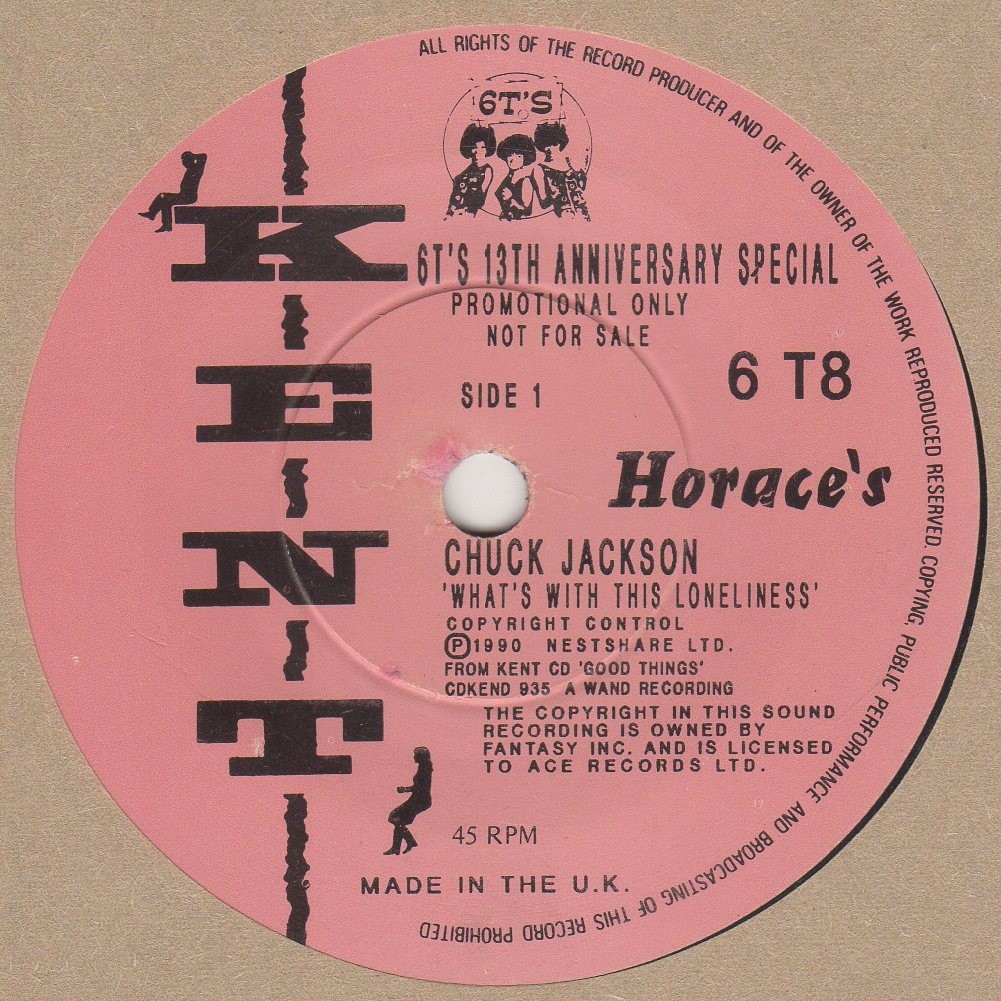 ALL RIGHTS OF THE RECORD PRODUCER AND OF THE OWNER OF THE WORK REPRODUCED RESERVED. COPYING, PUBLIC PERFORMANCE AND BROADCASTING OF THIS RECORD PROHIBITED
6T'S
KENT
6T'S 13TH ANNIVERSARY SPECIAL
PROMOTIONAL ONLY
NOT FOR SALE
SIDE 1
6 T8
Horace's
CHUCK JACKSON
'WHAT'S WITH THIS LONELINESS'
COPYRIGHT CONTROL
Ⓟ1990 NESTSHARE LTD.
FROM KENT CD 'GOOD THINGS'
CDKEND 935 A WAND RECORDING
THE COPYRIGHT IN THIS SOUND
RECORDING IS OWNED BY
FANTASY INC. AND IS LICENSED
TO ACE RECORDS LTD.
45 RPM
MADE IN THE U.K.